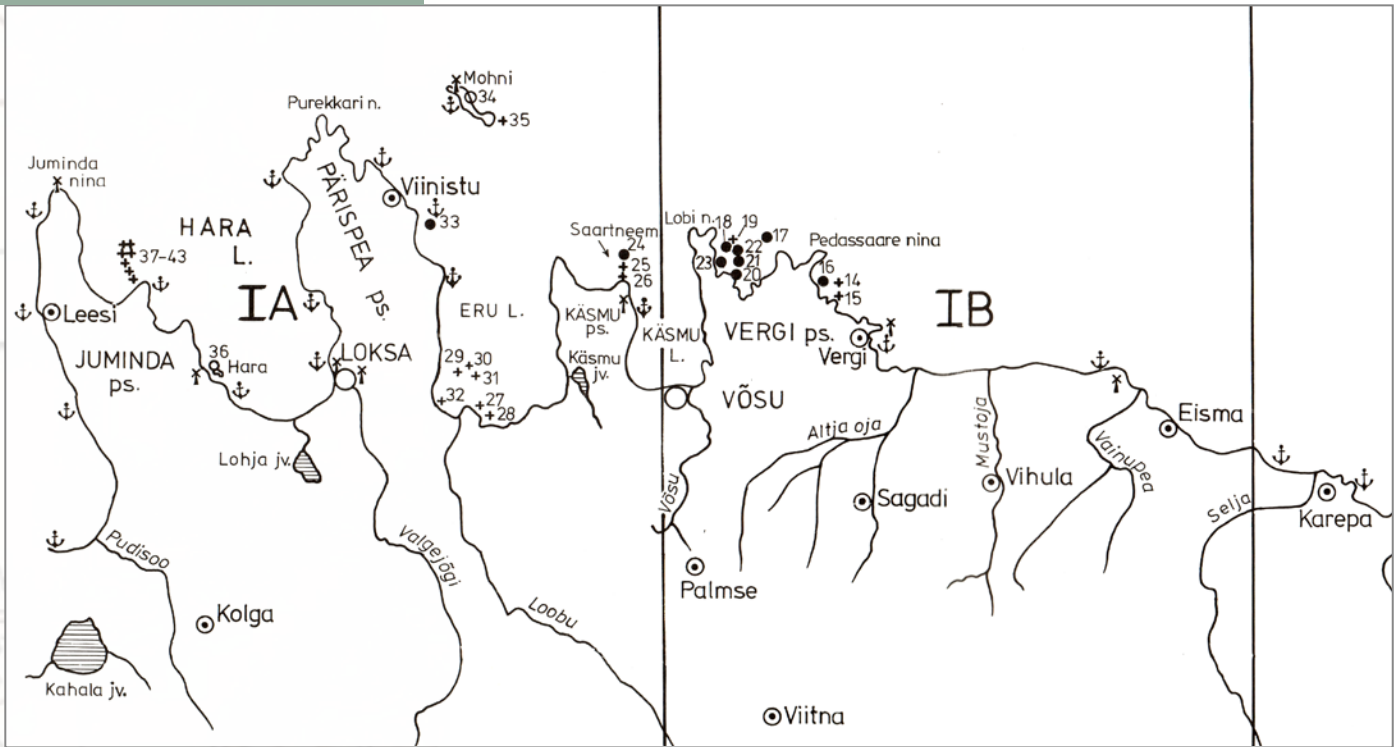 Mohni
34
35
Purekkari n.
Juminda
nina
PÄRISPEA ps.
Viinistu
33
HARA
L.
37-43
IA
Leesi
JUMINDA
ps.
36
Hara
LOKSA
Lohja jv.
ERU L.
29
30
31
32
27
28
Saartneem
24
25
26
KÄSMU
ps.
Käsmu
jv.
KÄSMU
L.
Lobi n.
18
19
17
22
21
23
20
Pedassaare nina
16
14
15
VERGI ps.
Vergi
IB
VÕSU
Altja oja
Mustoja
Vainupea
Eisma
Sagadi
Vihula
Selja
Karepa
Võsu
Palmse
Pudisoo
Valgejõgi
Loobu
Kolga
Kahala jv.
Viitna